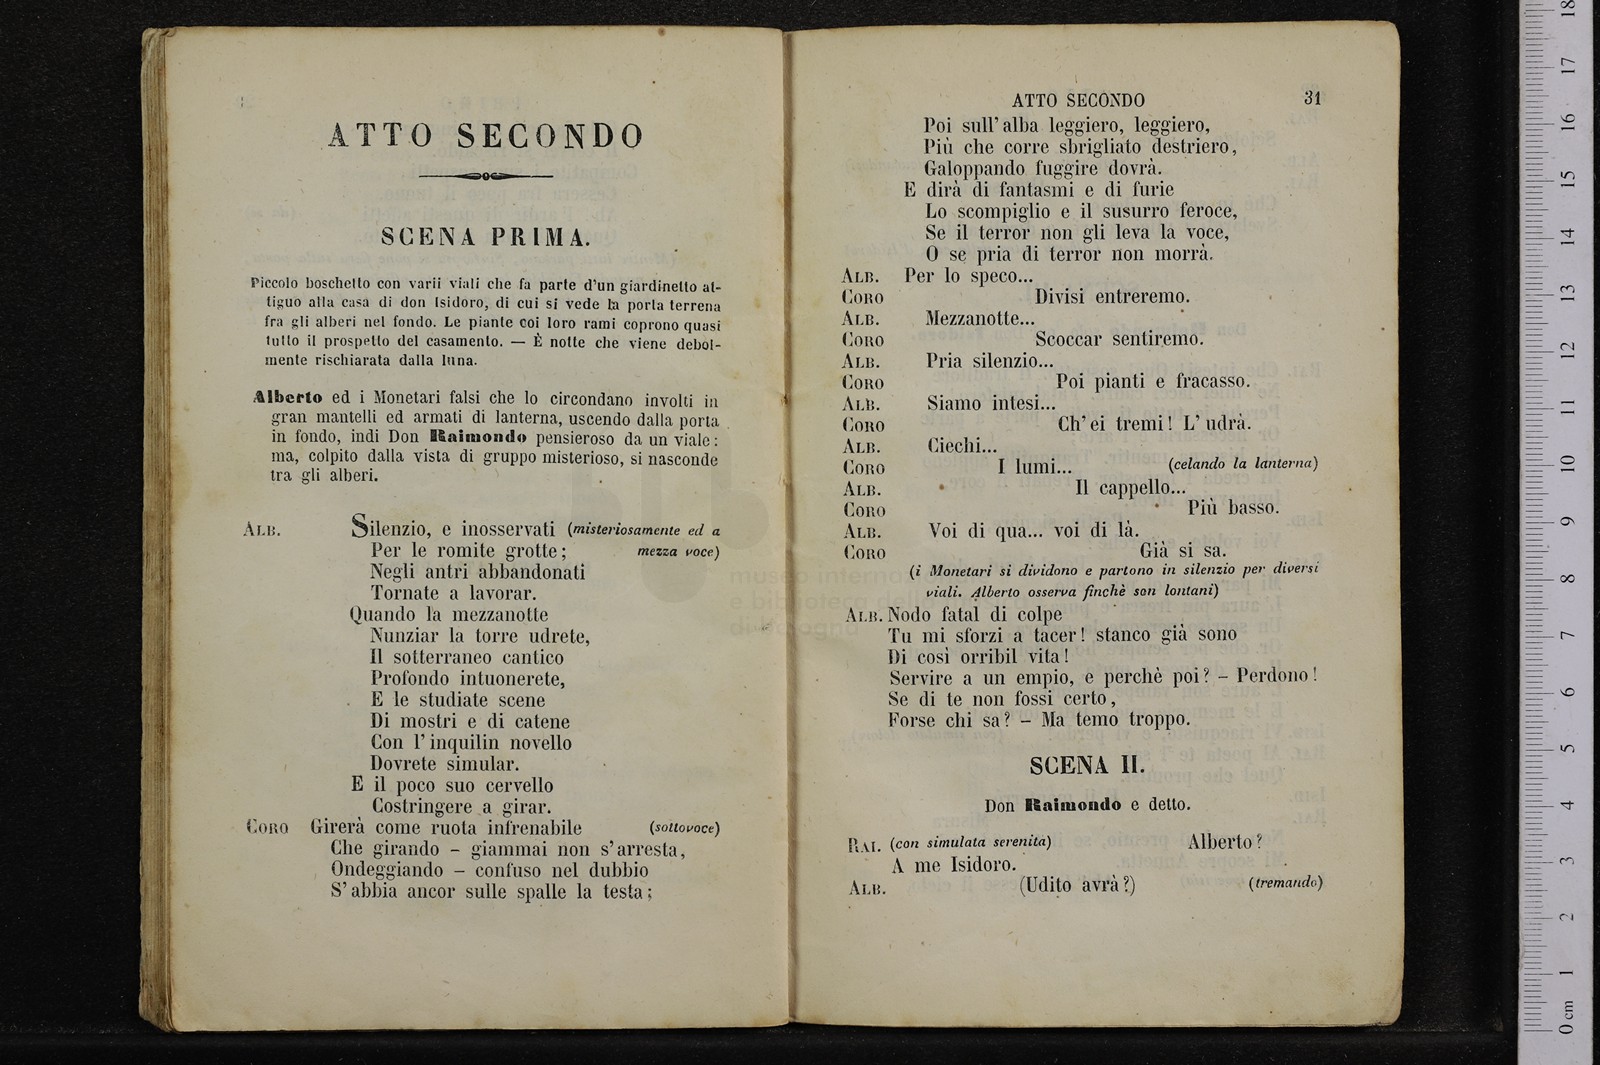 ATTO SECONDO
SCENA PRIMA.
Piccolo boschetto con varii viali che fa parte d'un giardinetto at-
tiguo alla casa di don Isidoro, di cui si vede la porta terrena
fra gli alberi nel fondo. Le piante coi loro rami coprono quasi
tutto il prospetto del casamento. — È notte che viene debol-
mente rischiarata dalla luna.
Alberto ed i Monetari falsi che lo circondano involti in
gran mantelli ed armati di lanterna, uscendo dalla porta
in fondo, indi Don Raimondo pensieroso da un viale:
ma, colpito dalla vista di gruppo misterioso, si nasconde
tra gli alberi.
ALB. Silenzio, e inosservati (misteriosamente ed a
Per le romite grotte; mezza voce)
Negli antri abbandonati
Tornate a lavorar.
Quando la mezzanotte
Nunziar la torre udrete,
Il sotterraneo cantico
Profondo intuonerete,
E le studiate scene
Di mostri e di catene
Con l'inquilin novello
Dovrete simular.
E il poco suo cervello
Costringere a girar.
CORO Girerà come ruota infrenabile (sottovoce)
Che girando – giammai non s'arresta,
Ondeggiando – confuso nel dubbio
S'abbia ancor sulle spalle la testa;
ATTO SECONDO 31
Poi sull'alba leggiero, leggiero,
Più che corre sbrigliato destriero,
Galoppando fuggire dovrà.
E dirà di fantasmi e di furie
Lo scompiglio e il susurro feroce,
Se il terror non gli leva la voce,
O se pria di terror non morrà.
ALB. Per lo speco...
CORO Divisi entreremo.
ALB. Mezzanotte...
CORO Scoccar sentiremo.
ALB. Pria silenzio...
CORO Poi pianti e fracasso.
ALB. Siamo intesi...
CORO Ch'ei tremi! L'udrà.
ALB. Ciechi...
CORO I lumi... (celando la lanterna)
ALB. Il cappello...
CORO Più basso.
ALB. Voi di qua... voi di là.
CORO Già si sa.
(i Monetari si dividono e partono in silenzio per diversi
viali. Alberto osserva finchè son lontani)
ALB. Nodo fatal di colpe
Tu mi sforzi a tacer! stanco già sono
Di così orribil vita!
Servire a un empio, e perchè poi? – Perdono!
Se di te non fossi certo,
Forse chi sa? – Ma temo troppo.
SCENA II.
Don Raimondo e detto.
RAI. (con simulata serenità) Alberto?
A me Isidoro.
ALB. (Udito avrà?) (tremando)